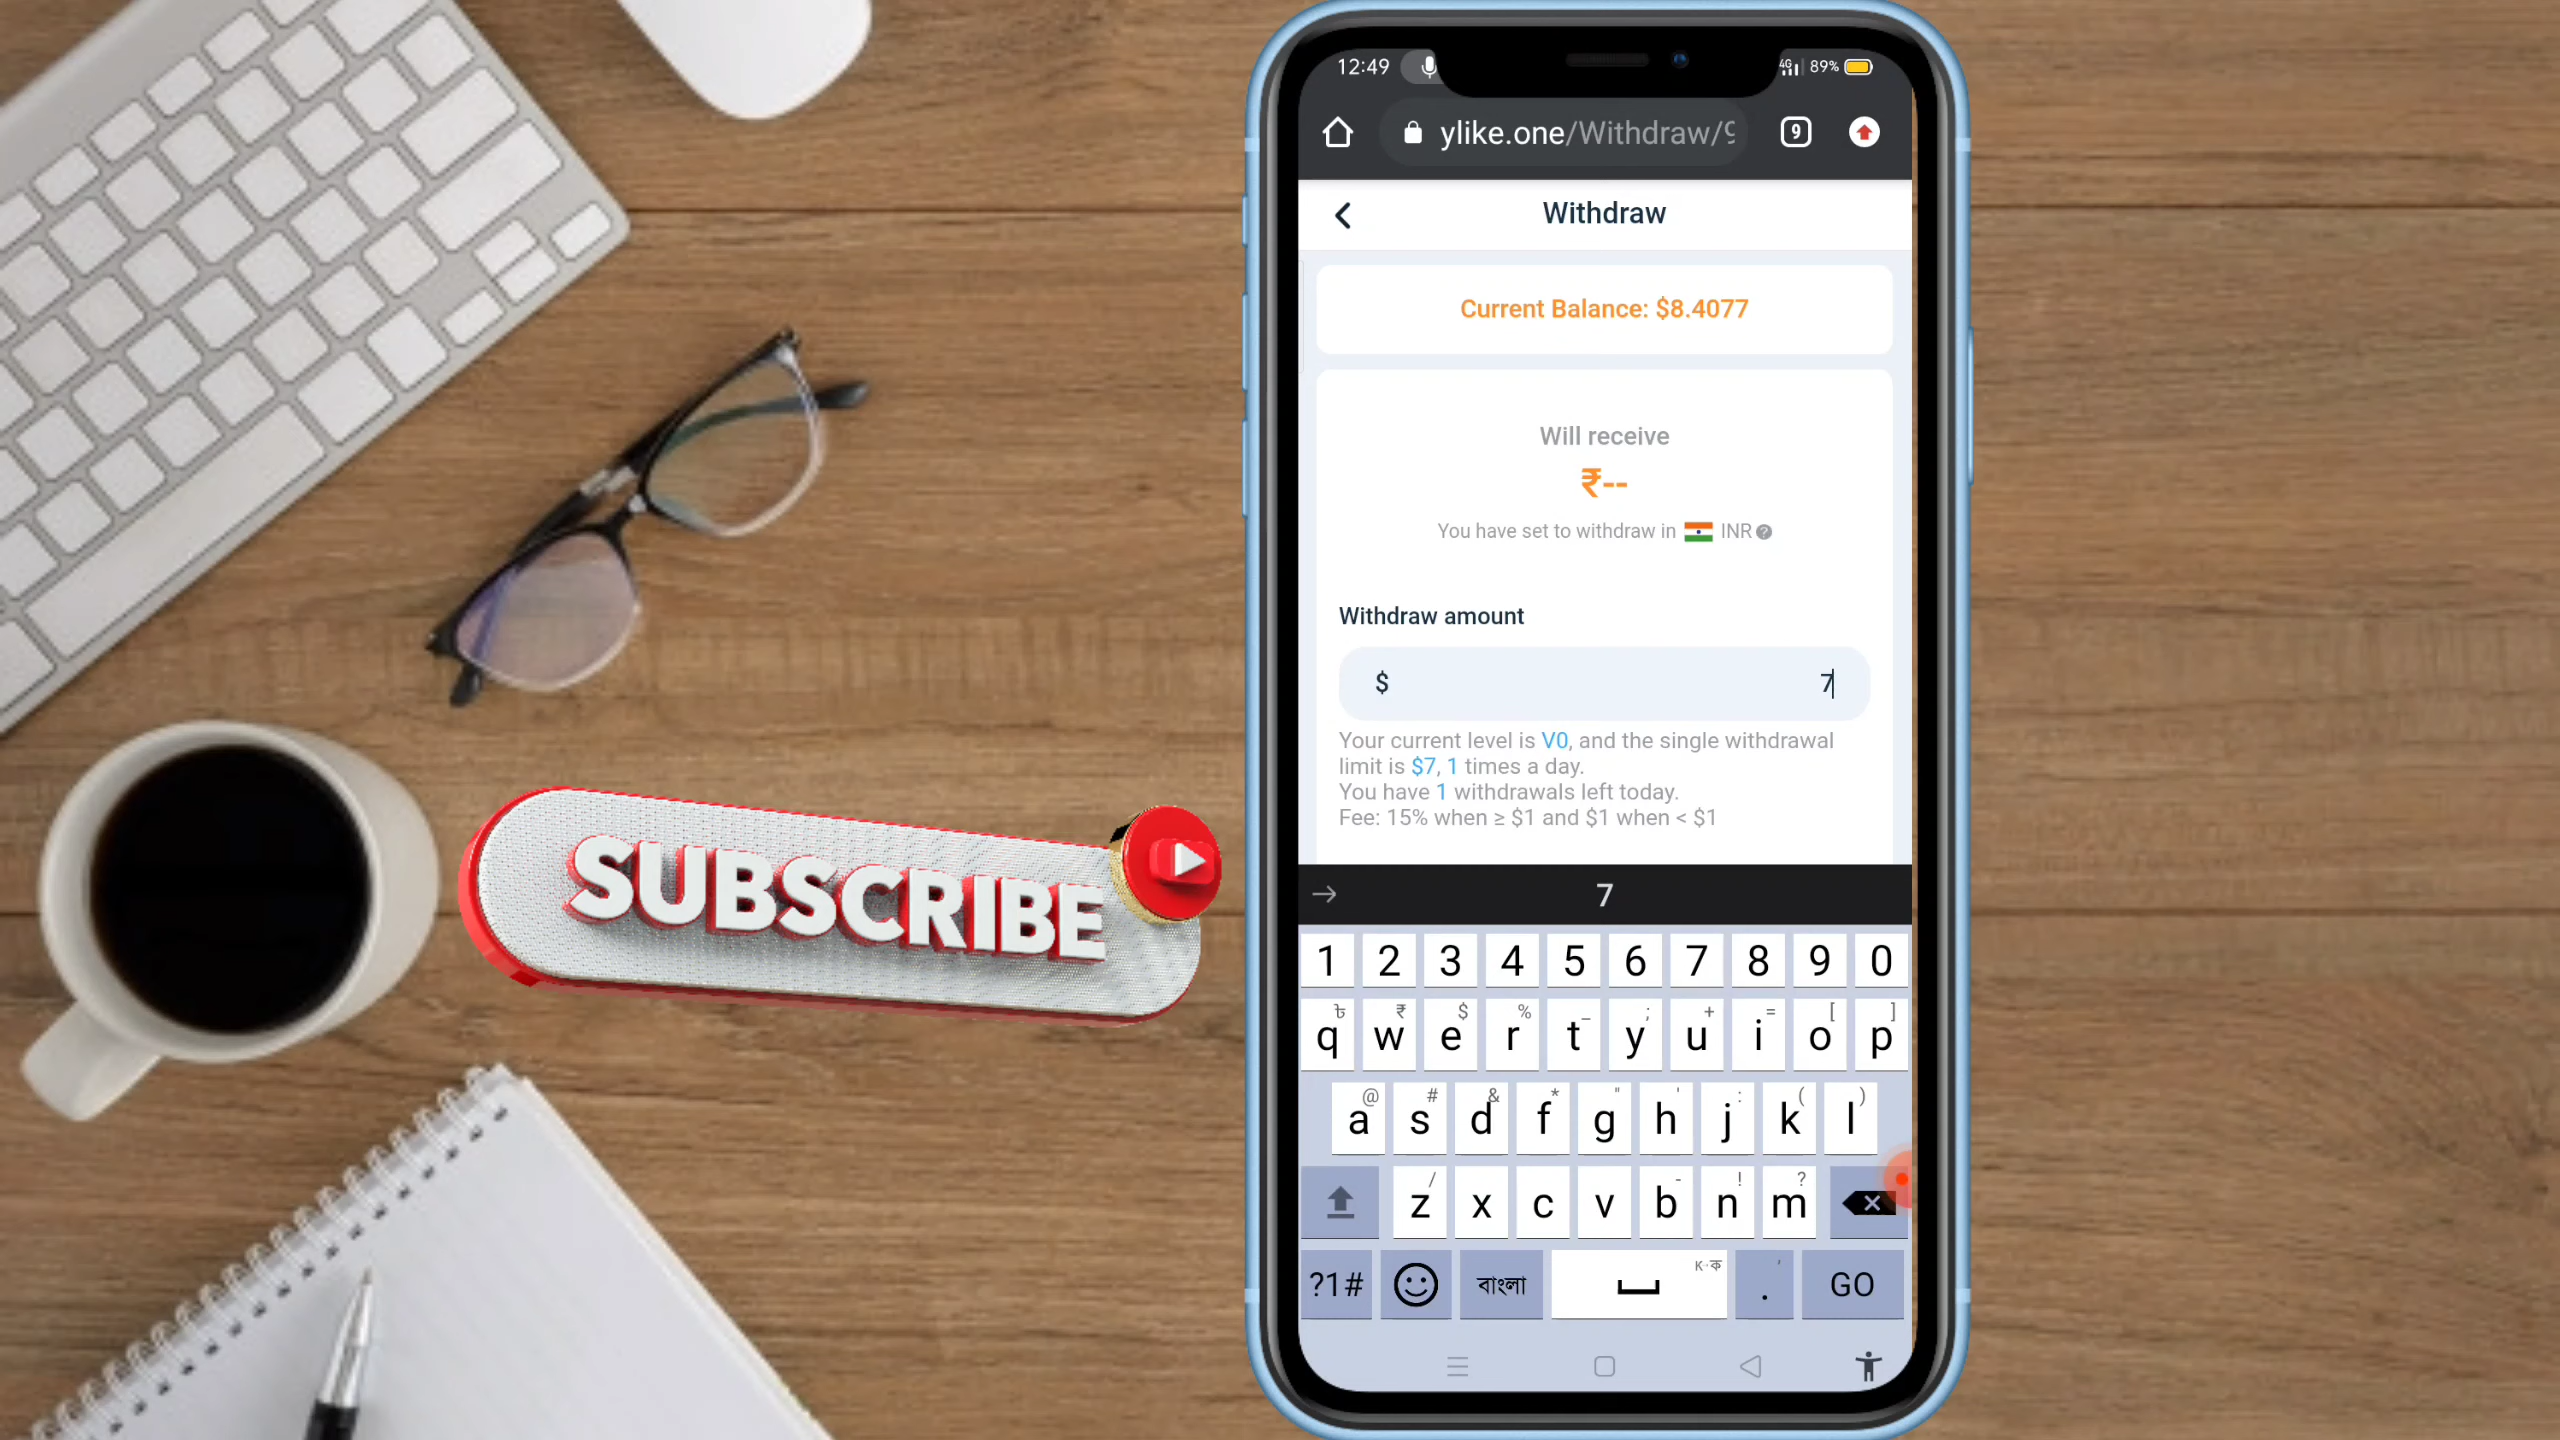 12:49
4G 89%
ylike.one/Withdraw/9
9
Withdraw
Current Balance: $8.4077
Will receive
₹--
You have set to withdraw in INR ?
Withdraw amount
$ 7
Your current level is V0, and the single withdrawal
limit is $7, 1 times a day.
You have 1 withdrawals left today.
Fee: 15% when ≥ $1 and $1 when < $1
SUBSCRIBE
→ 7
1 2 3 4 5 6 7 8 9 0
৳ ₹ $ % _ ; + = [ ]
q w e r t y u i o p
@ # & * " ' : ( )
a s d f g h j k l
/ - ! ?
z x c v b n m
?1# বাংলা K·ক . , GO